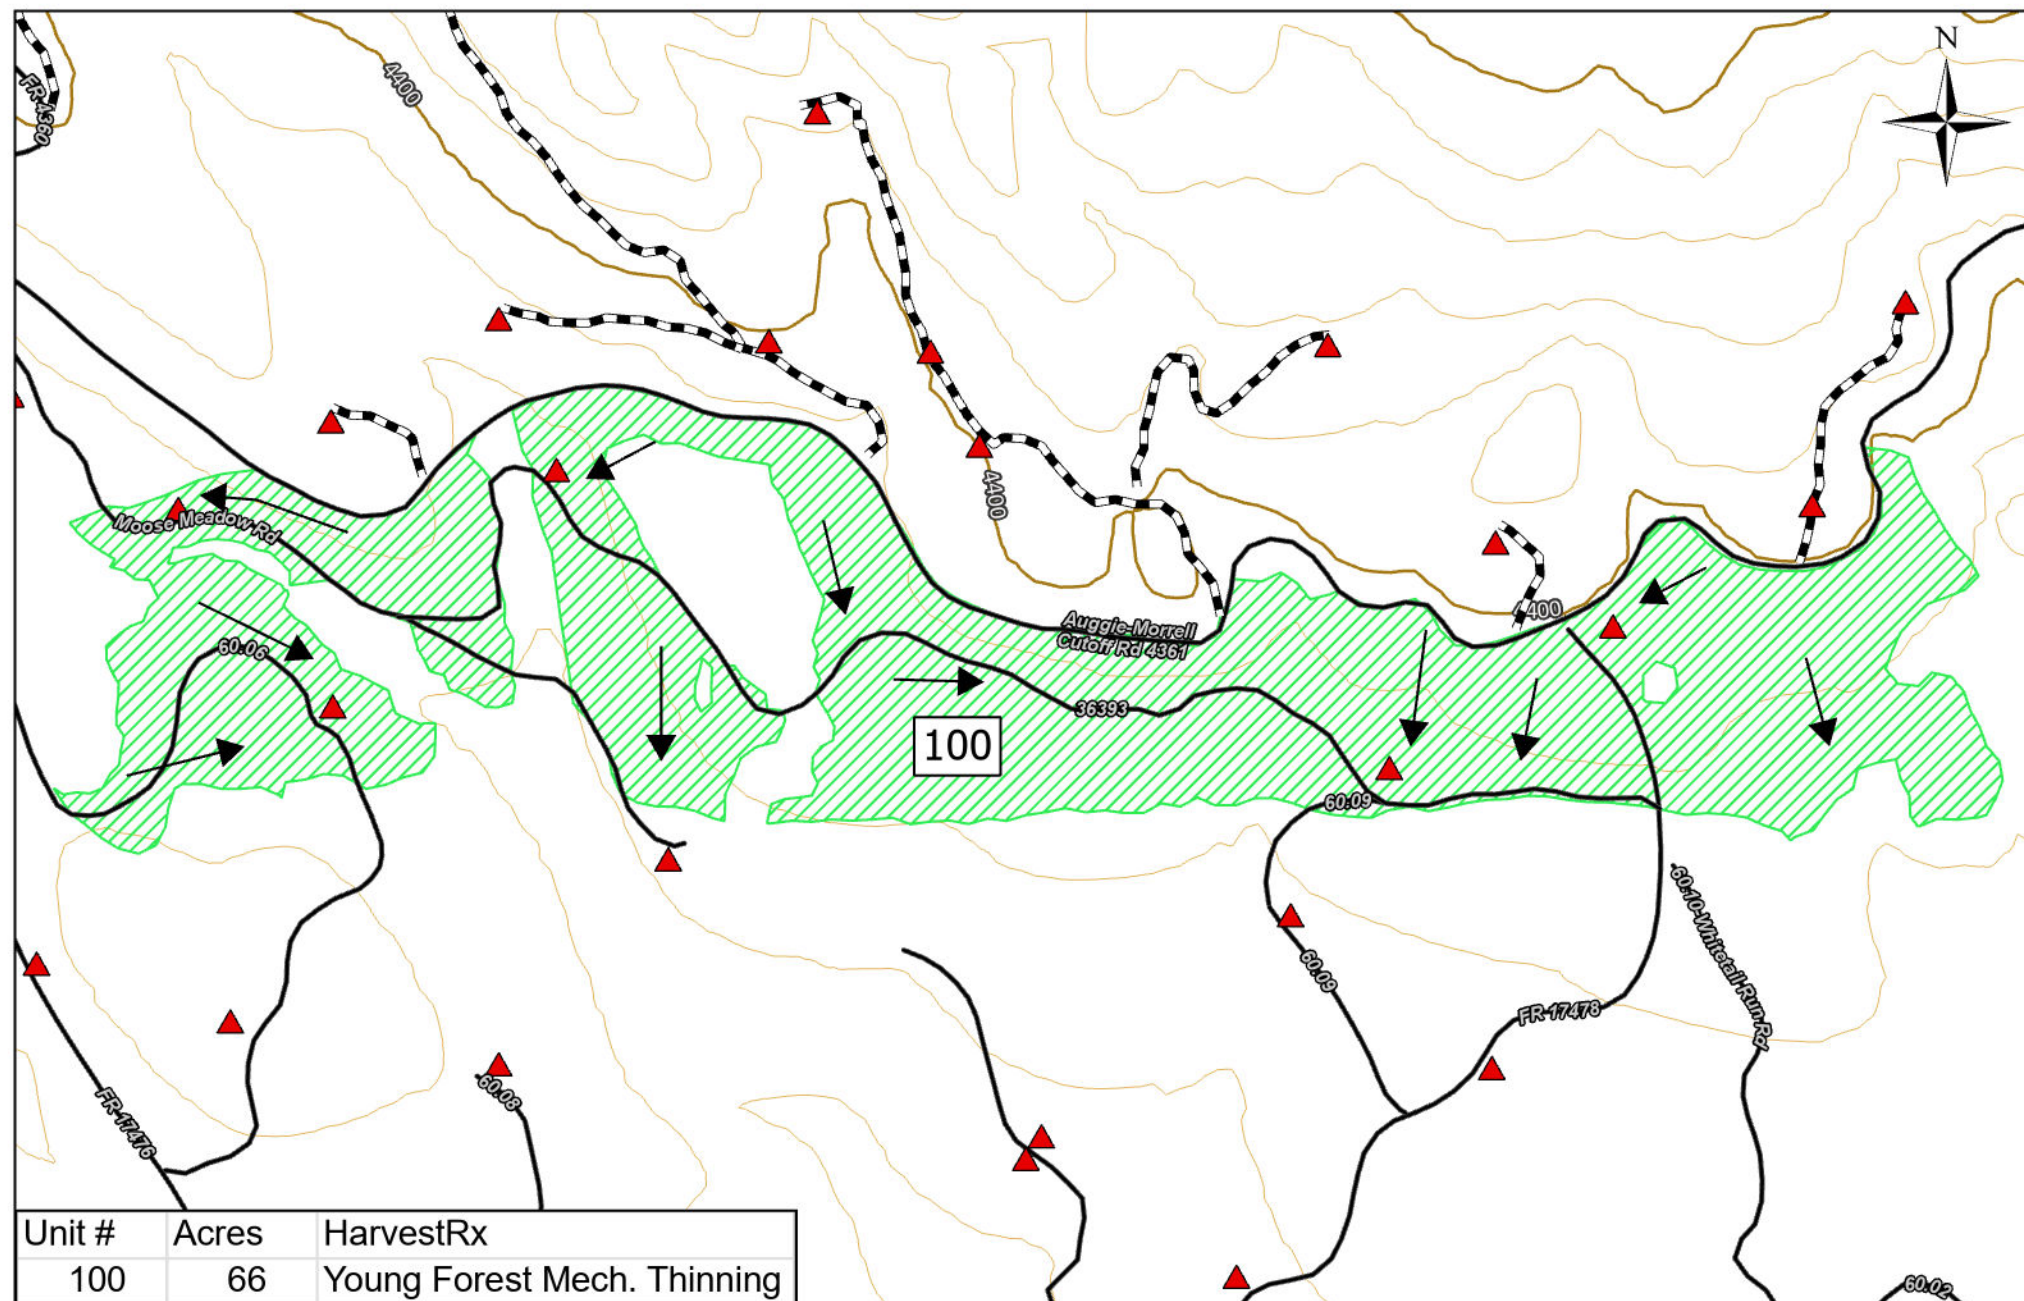 N
4400
FR-4360
4400
Moose Meadow Rd
4400
Auggie-Morrell
Cutoff Rd 4361
60.06
36393
100
60.09
60.10-Whitetail-Run-Rd
60.09
FR-17478
60.08
FR-17476
60.02
Unit # Acres HarvestRx
100 66 Young Forest Mech. Thinning